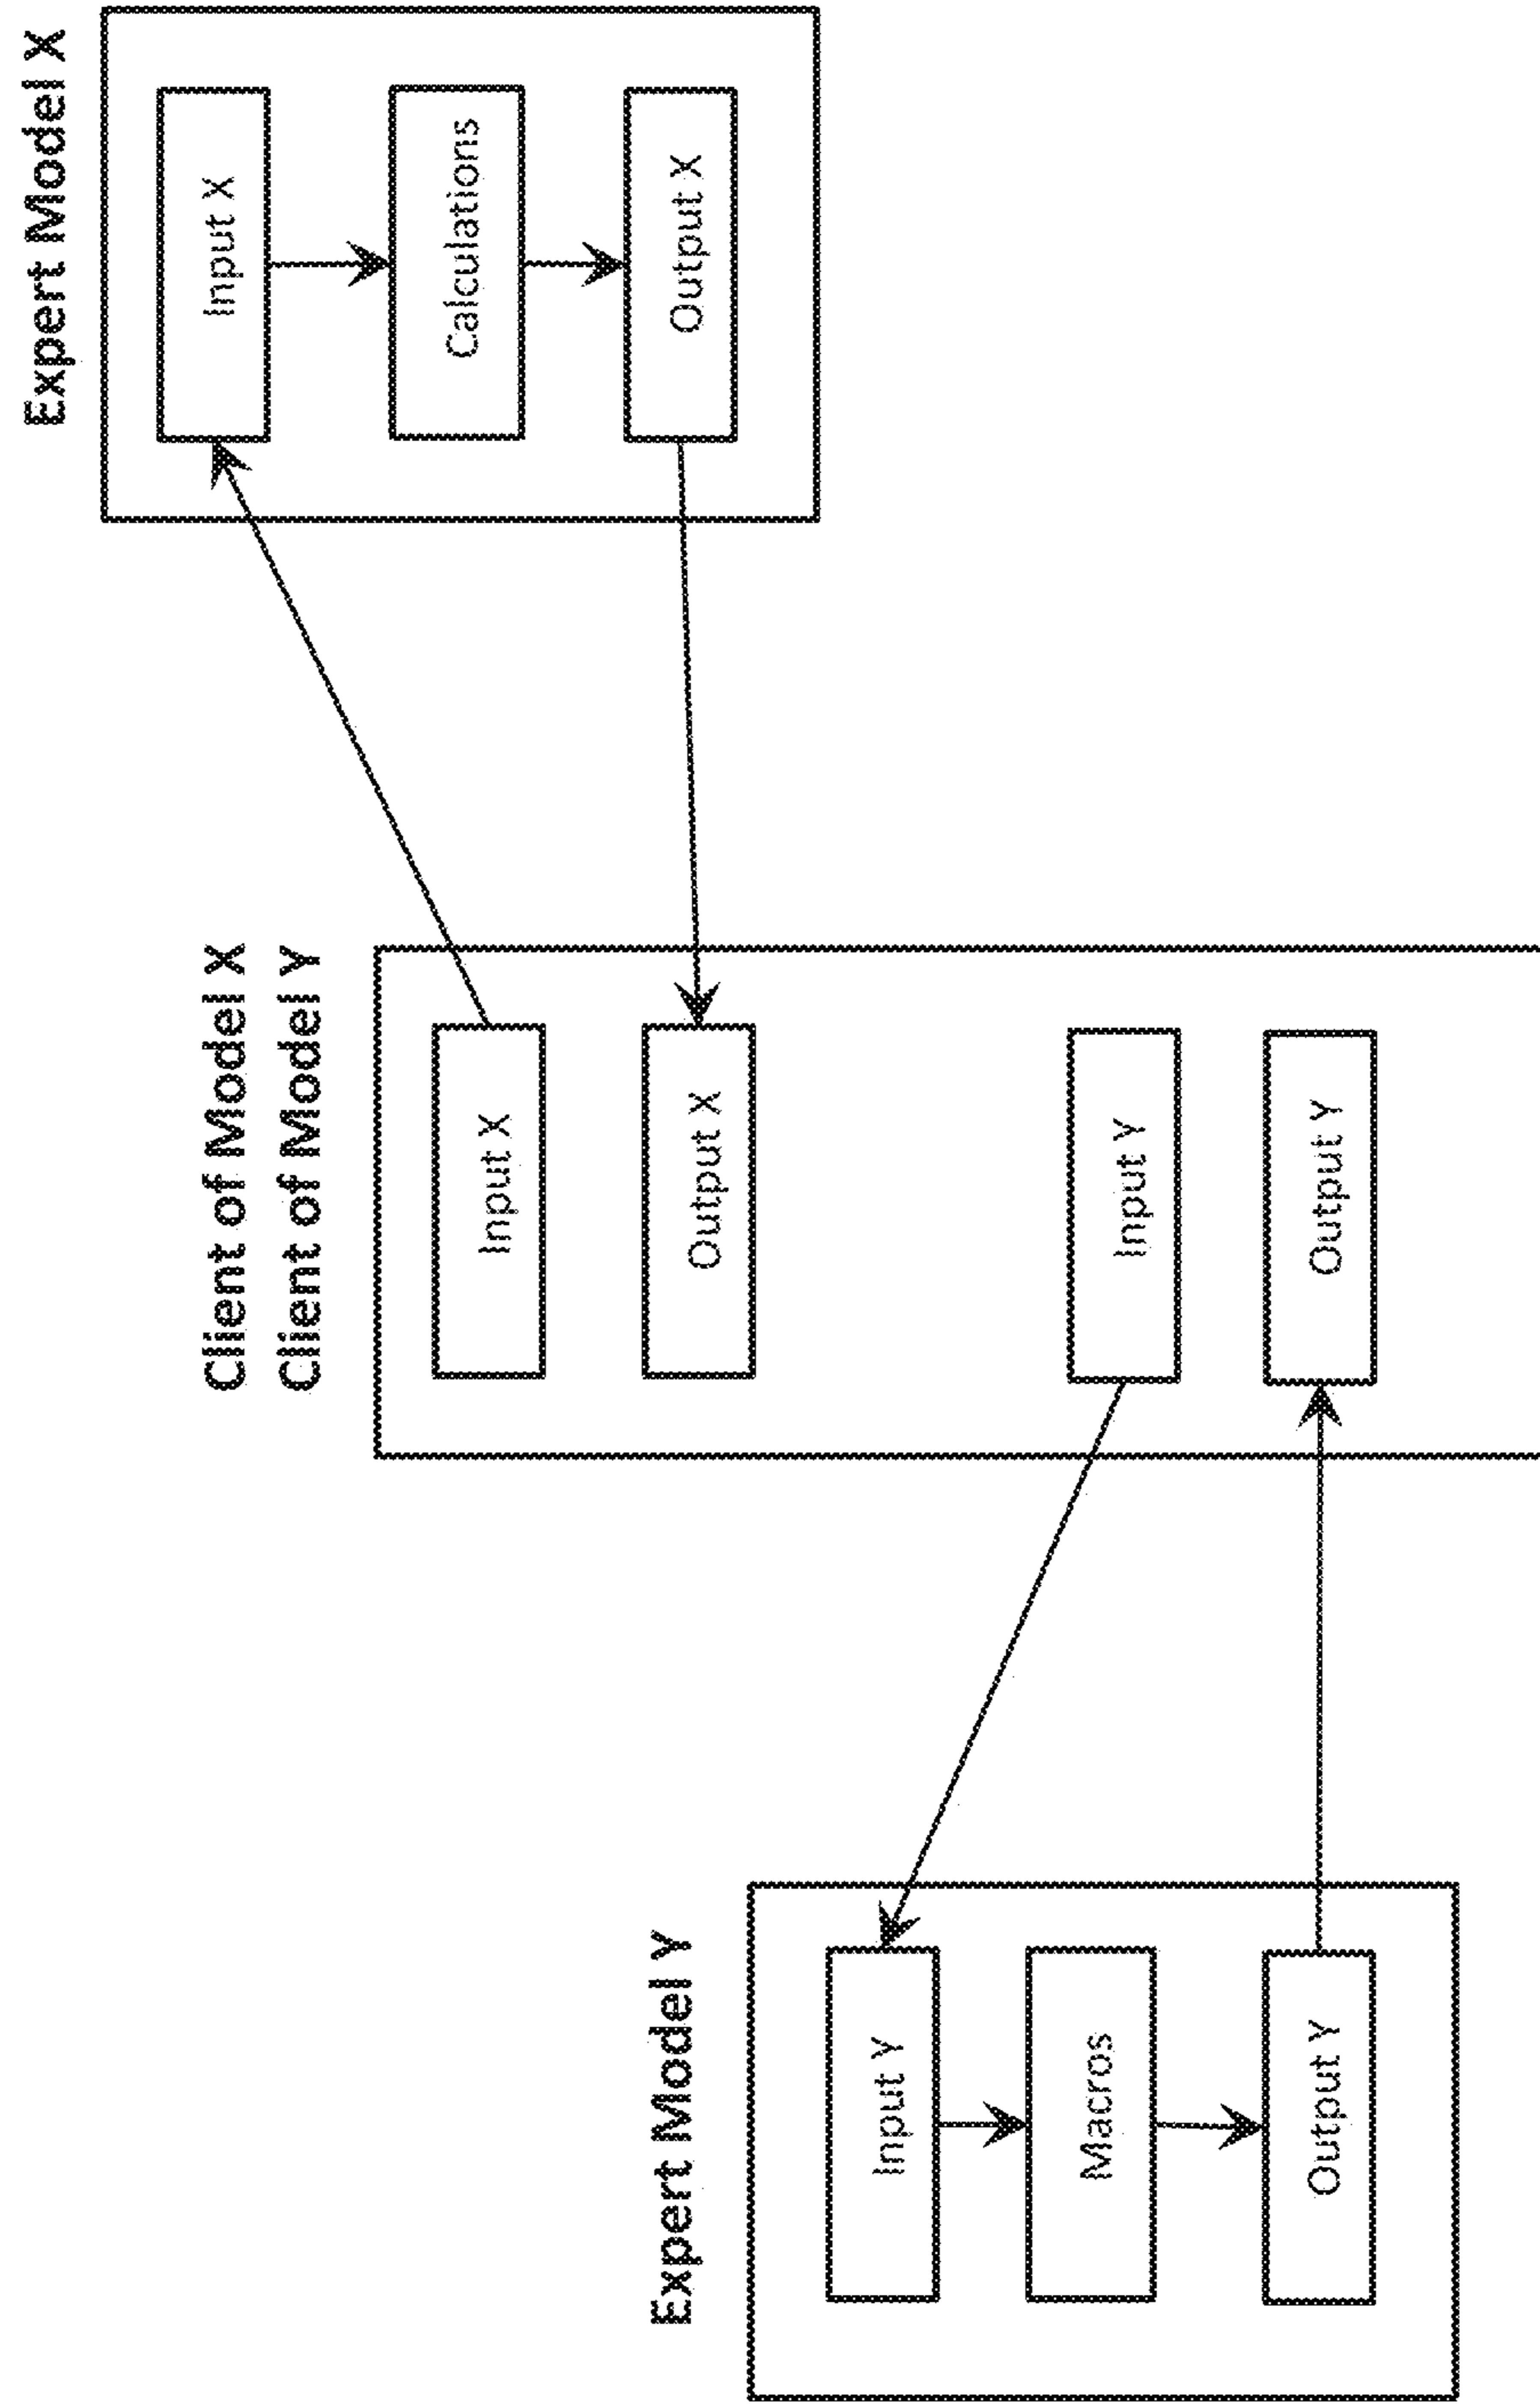 Expert Model Y
Input Y
Macros
Output Y
Client of Model X
Client of Model Y
Input X
Output X
Input Y
Output Y
Expert Model X
Input X
Calculations
Output X